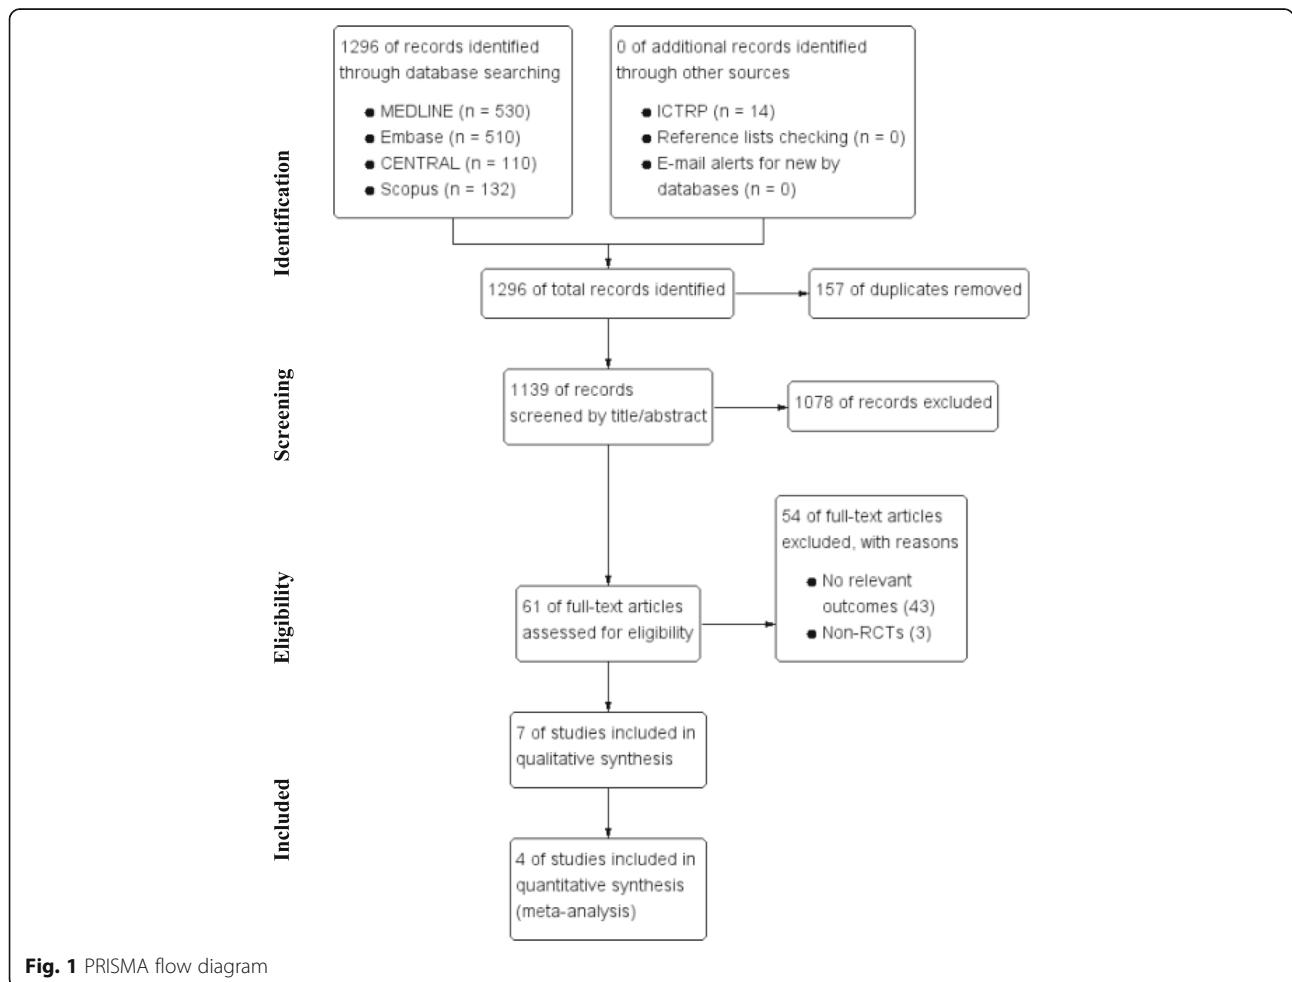 1296 of records identified
through database searching
● MEDLINE (n = 530)
● Embase (n = 510)
● CENTRAL (n = 110)
● Scopus (n = 132)
0 of additional records identified
through other sources
● ICTRP (n = 14)
● Reference lists checking (n = 0)
● E-mail alerts for new by
databases (n = 0)
Identification
1296 of total records identified
157 of duplicates removed
Screening
1139 of records
screened by title/abstract
1078 of records excluded
Eligibility
61 of full-text articles
assessed for eligibility
54 of full-text articles
excluded, with reasons
● No relevant
outcomes (43)
● Non-RCTs (3)
Included
7 of studies included in
qualitative synthesis
4 of studies included in
quantitative synthesis
(meta-analysis)
Fig. 1 PRISMA flow diagram